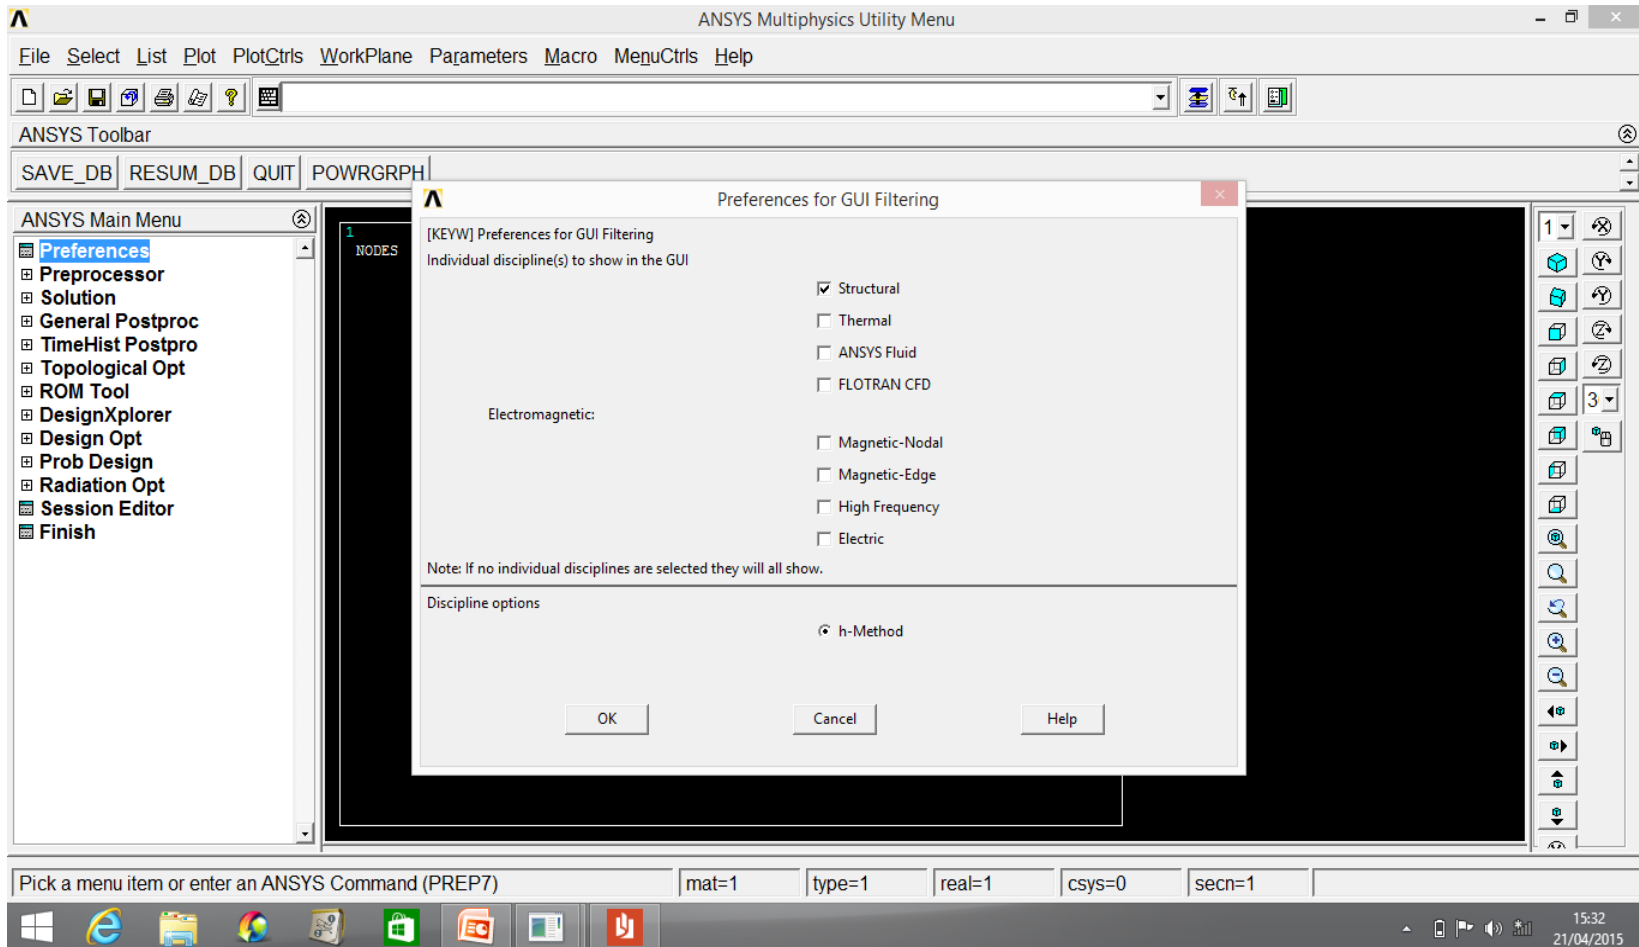 ANSYS Multiphysics Utility Menu
File Select List Plot PlotCtrls WorkPlane Parameters Macro MenuCtrls Help
ANSYS Toolbar
SAVE_DB RESUM_DB QUIT POWRGRPH
ANSYS Main Menu
Preferences
Preprocessor
Solution
General Postproc
TimeHist Postpro
Topological Opt
ROM Tool
DesignXplorer
Design Opt
Prob Design
Radiation Opt
Session Editor
Finish
1
NODES
Preferences for GUI Filtering
[KEYW] Preferences for GUI Filtering
Individual discipline(s) to show in the GUI
Structural
Thermal
ANSYS Fluid
FLOTRAN CFD
Electromagnetic:
Magnetic-Nodal
Magnetic-Edge
High Frequency
Electric
Note: If no individual disciplines are selected they will all show.
Discipline options
h-Method
OK Cancel Help
1
3
Pick a menu item or enter an ANSYS Command (PREP7) mat=1 type=1 real=1 csys=0 secn=1
15:32
21/04/2015